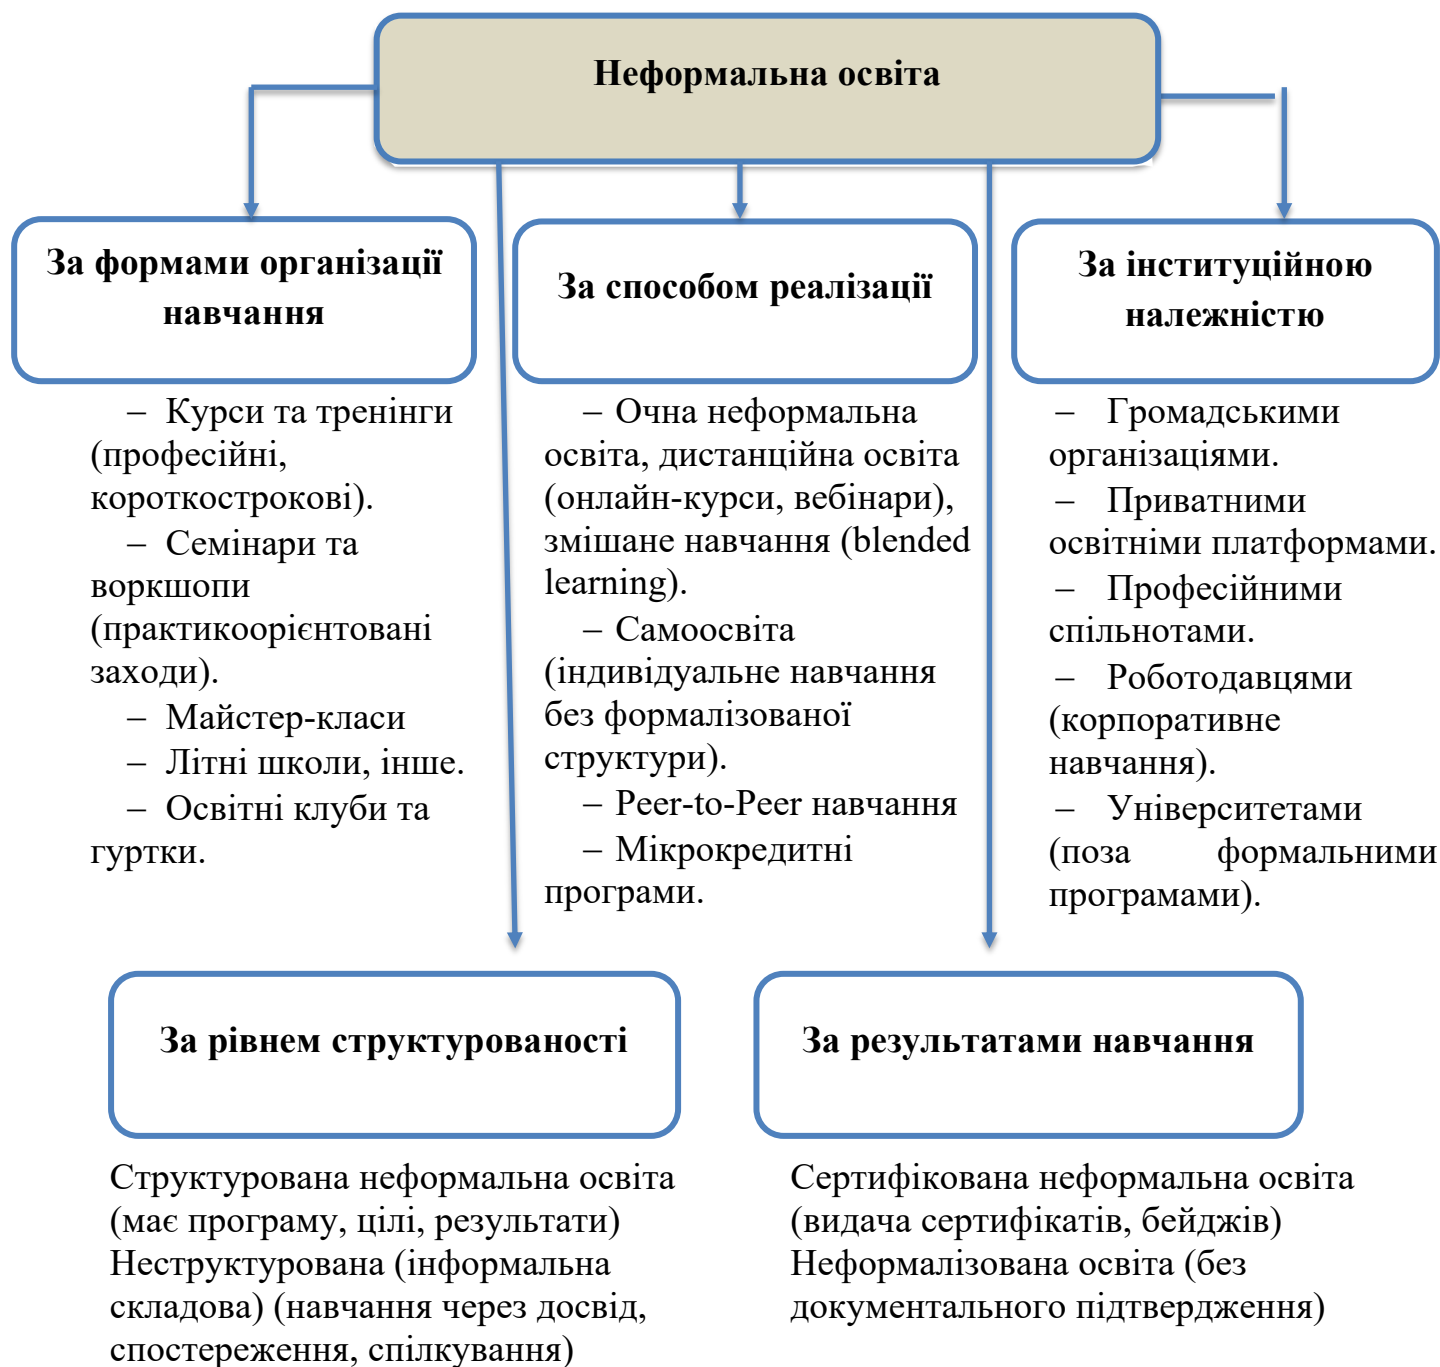 Неформальна освіта
За формами організації
навчання
– Курси та тренінги
(професійні,
короткострокові).
– Семінари та
воркшопи
(практикоорієнтовані
заходи).
– Майстер-класи
– Літні школи, інше.
– Освітні клуби та
гуртки.
За способом реалізації
– Очна неформальна
освіта, дистанційна освіта
(онлайн-курси, вебінари),
змішане навчання (blended
learning).
– Самоосвіта
(індивідуальне навчання
без формалізованої
структури).
– Peer-to-Peer навчання
– Мікрокредитні
програми.
За інституційною
належністю
– Громадськими
організаціями.
– Приватними
освітніми платформами.
– Професійними
спільнотами.
– Роботодавцями
(корпоративне
навчання).
– Університетами
(поза формальними
програмами).
За рівнем структурованості
Структурована неформальна освіта
(має програму, цілі, результати)
Неструктурована (інформальна
складова) (навчання через досвід,
спостереження, спілкування)
За результатами навчання
Сертифікована неформальна освіта
(видача сертифікатів, бейджів)
Неформалізована освіта (без
документального підтвердження)